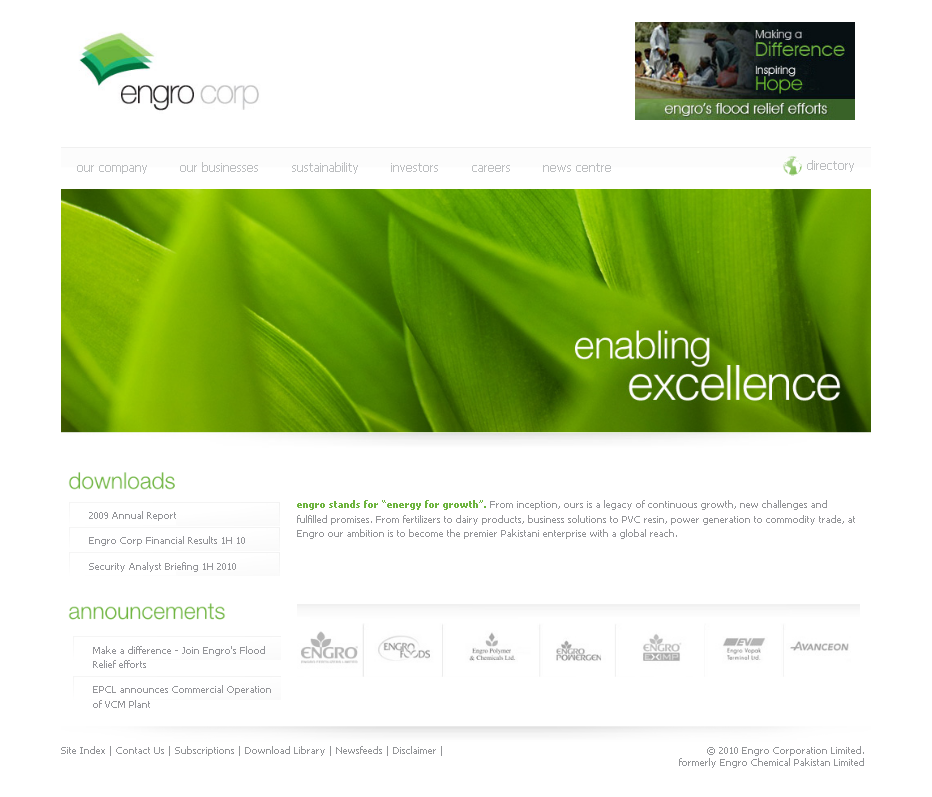 engro corp
Making a
Difference
Inspiring
Hope
engro's flood relief efforts
our company our businesses sustainability investors careers news centre directory
enabling
excellence
downloads
2009 Annual Report
Engro Corp Financial Results 1H 10
Security Analyst Briefing 1H 2010
engro stands for “energy for growth”. From inception, ours is a legacy of continuous growth, new challenges and
fulfilled promises. From fertilizers to dairy products, business solutions to PVC resin, power generation to commodity trade, at
Engro our ambition is to become the premier Pakistani enterprise with a global reach.
announcements
Make a difference - Join Engro's Flood
Relief efforts
EPCL announces Commercial Operation
of VCM Plant
ENGRO
ENGRO
FOODS
Engro Polymer
& Chemicals Ltd.
ENGRO
POWERGEN
ENGRO
EXIMP
EV
Engro Vopak
Terminal Ltd.
AVANCEON
Site Index | Contact Us | Subscriptions | Download Library | Newsfeeds | Disclaimer |
© 2010 Engro Corporation Limited.
formerly Engro Chemical Pakistan Limited